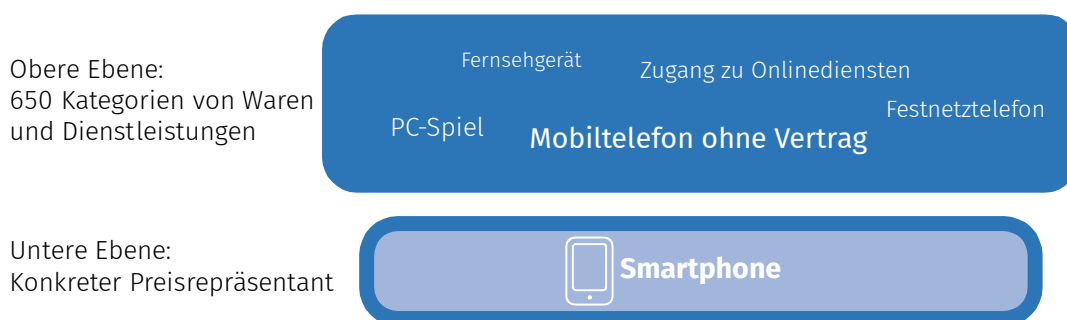 Obere Ebene:
650 Kategorien von Waren
und Dienstleistungen
Fernsehgerät
Zugang zu Onlinediensten
Festnetztelefon
PC-Spiel
Mobiltelefon ohne Vertrag
Untere Ebene:
Konkreter Preisrepräsentant
Smartphone